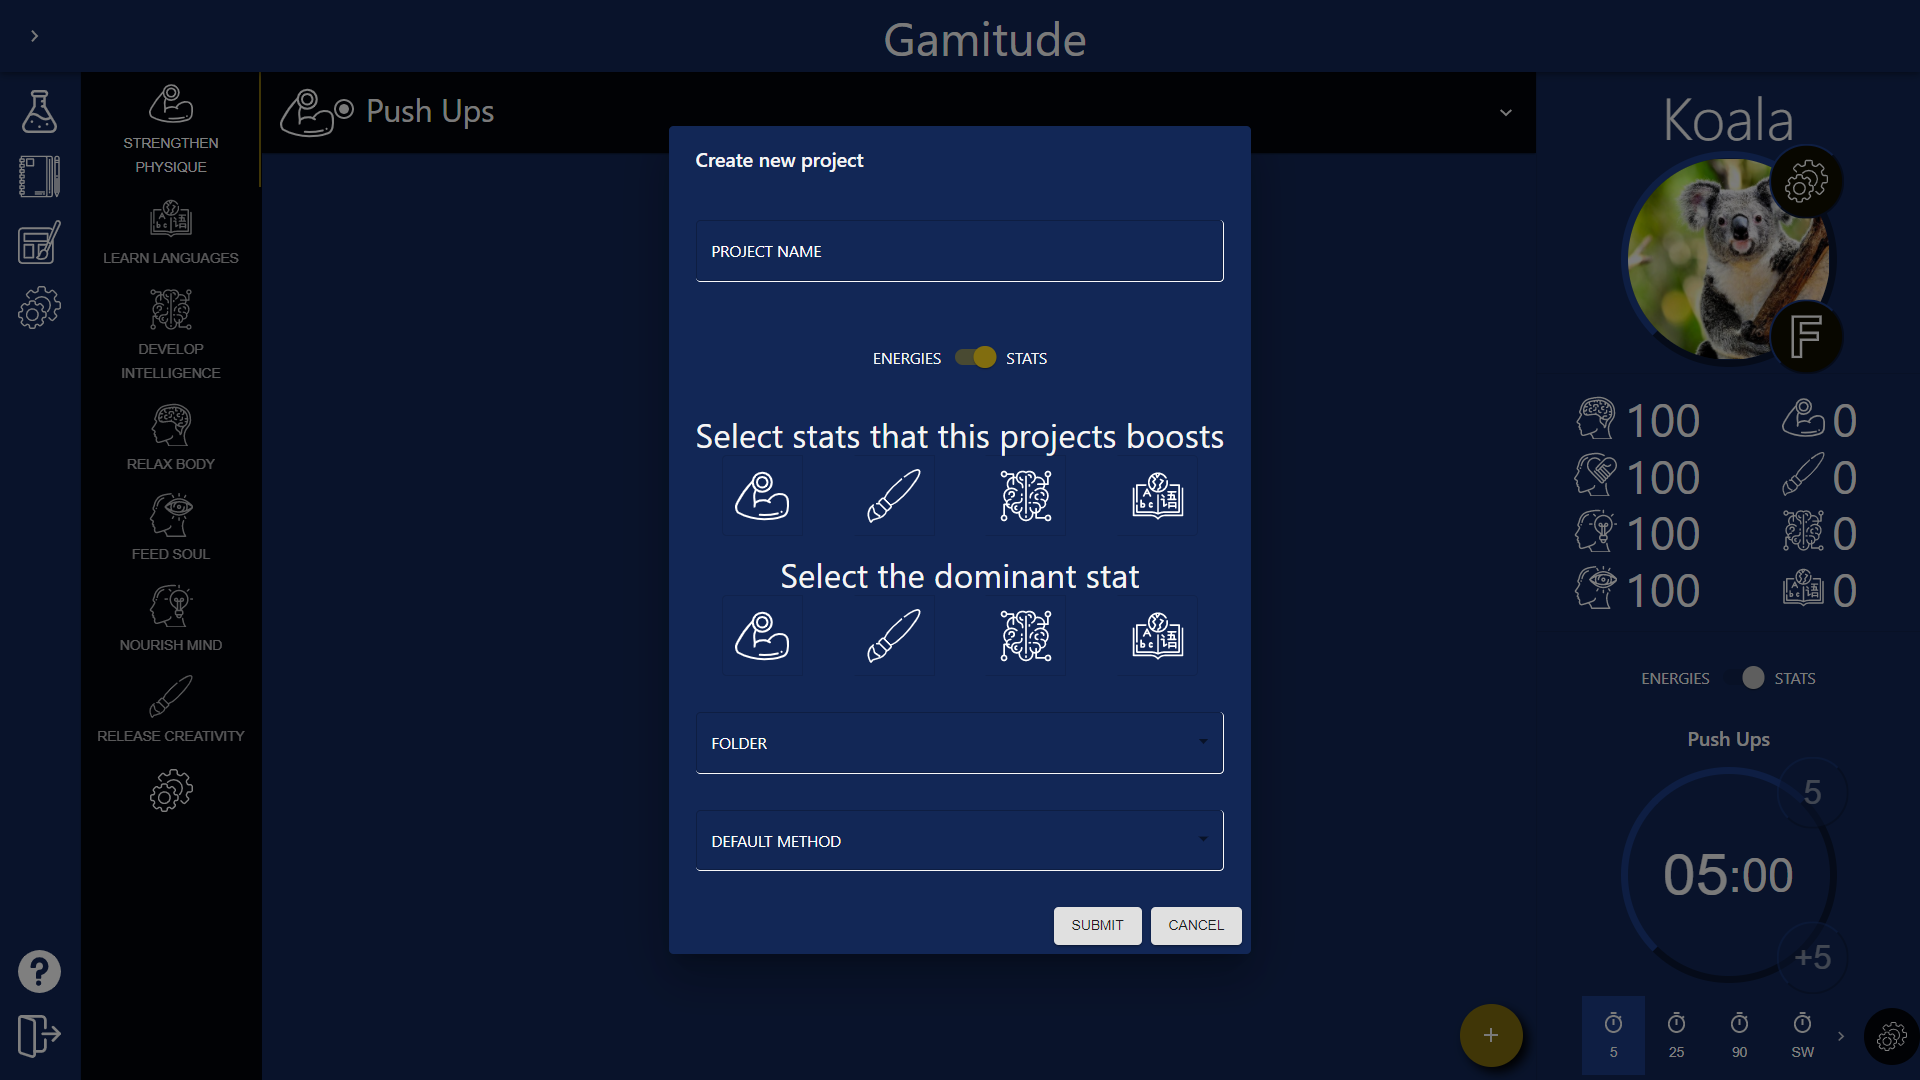 Gamitude
STRENGTHEN
PHYSIQUE
LEARN LANGUAGES
DEVELOP
INTELLIGENCE
RELAX BODY
FEED SOUL
NOURISH MIND
RELEASE CREATIVITY
Push Ups
Create new project
PROJECT NAME
ENERGIES STATS
Select stats that this projects boosts
Select the dominant stat
FOLDER
DEFAULT METHOD
SUBMIT CANCEL
+
Koala
F
100 0
100 0
100 0
100 0
ENERGIES STATS
Push Ups
5
05:00
+5
5 25 90 SW
?